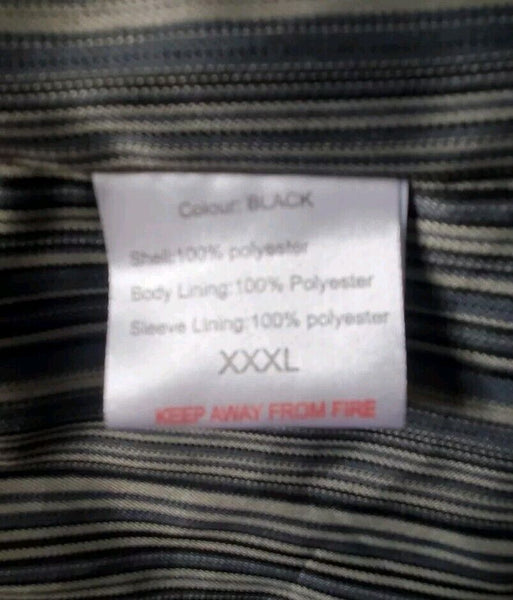 Colour: BLACK
Shell:100% polyester
Body Lining:100% Polyester
Sleeve Lining:100% polyester
XXXL
KEEP AWAY FROM FIRE